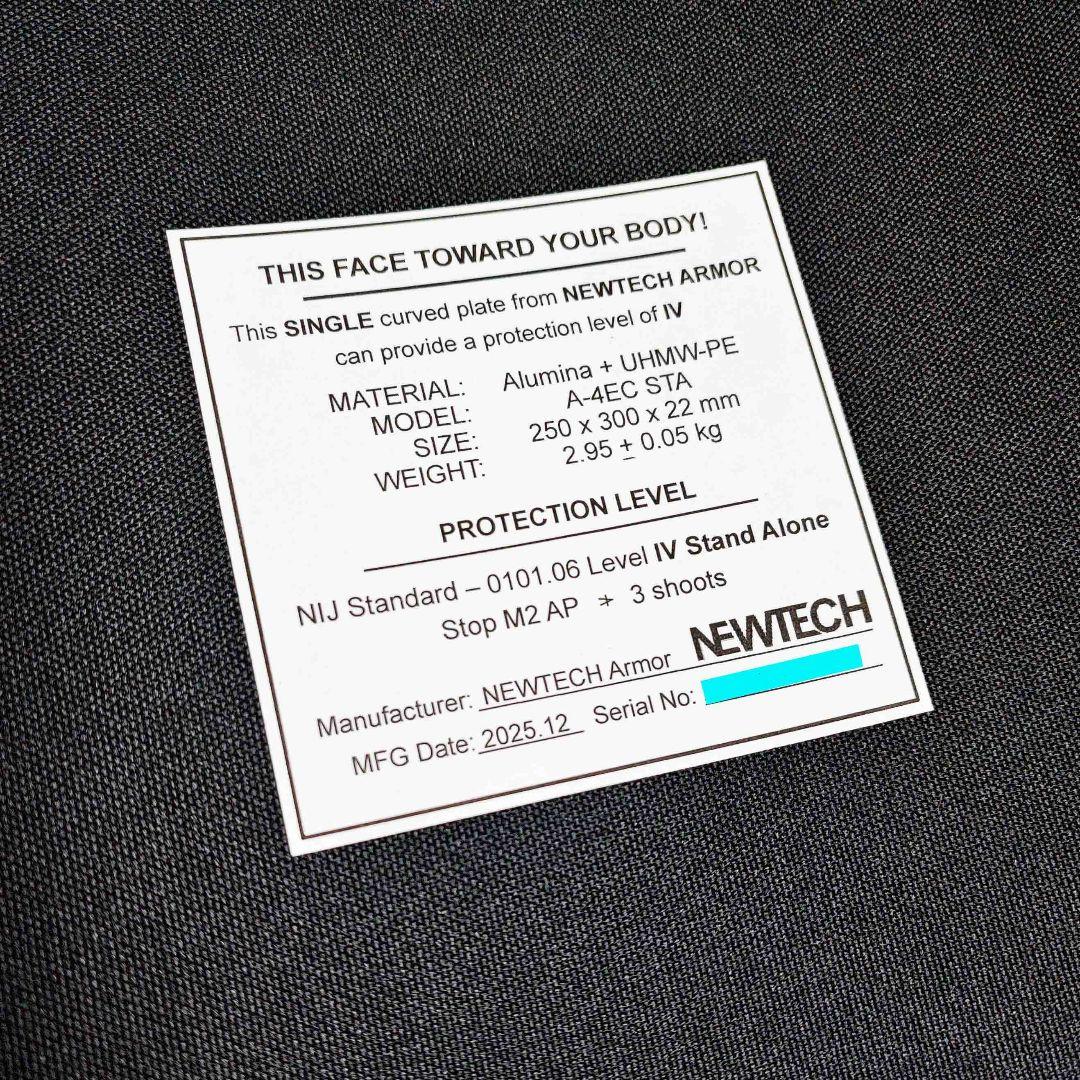 THIS FACE TOWARD YOUR BODY!
This SINGLE curved plate from NEWTECH ARMOR
can provide a protection level of IV
MATERIAL: Alumina + UHMW-PE
MODEL: A-4EC STA
SIZE: 250 x 300 x 22 mm
WEIGHT: 2.95 ± 0.05 kg
PROTECTION LEVEL
NIJ Standard – 0101.06 Level IV Stand Alone
Stop M2 AP * 3 shoots
NEWTECH
Manufacturer: NEWTECH Armor
MFG Date: 2025.12 Serial No: